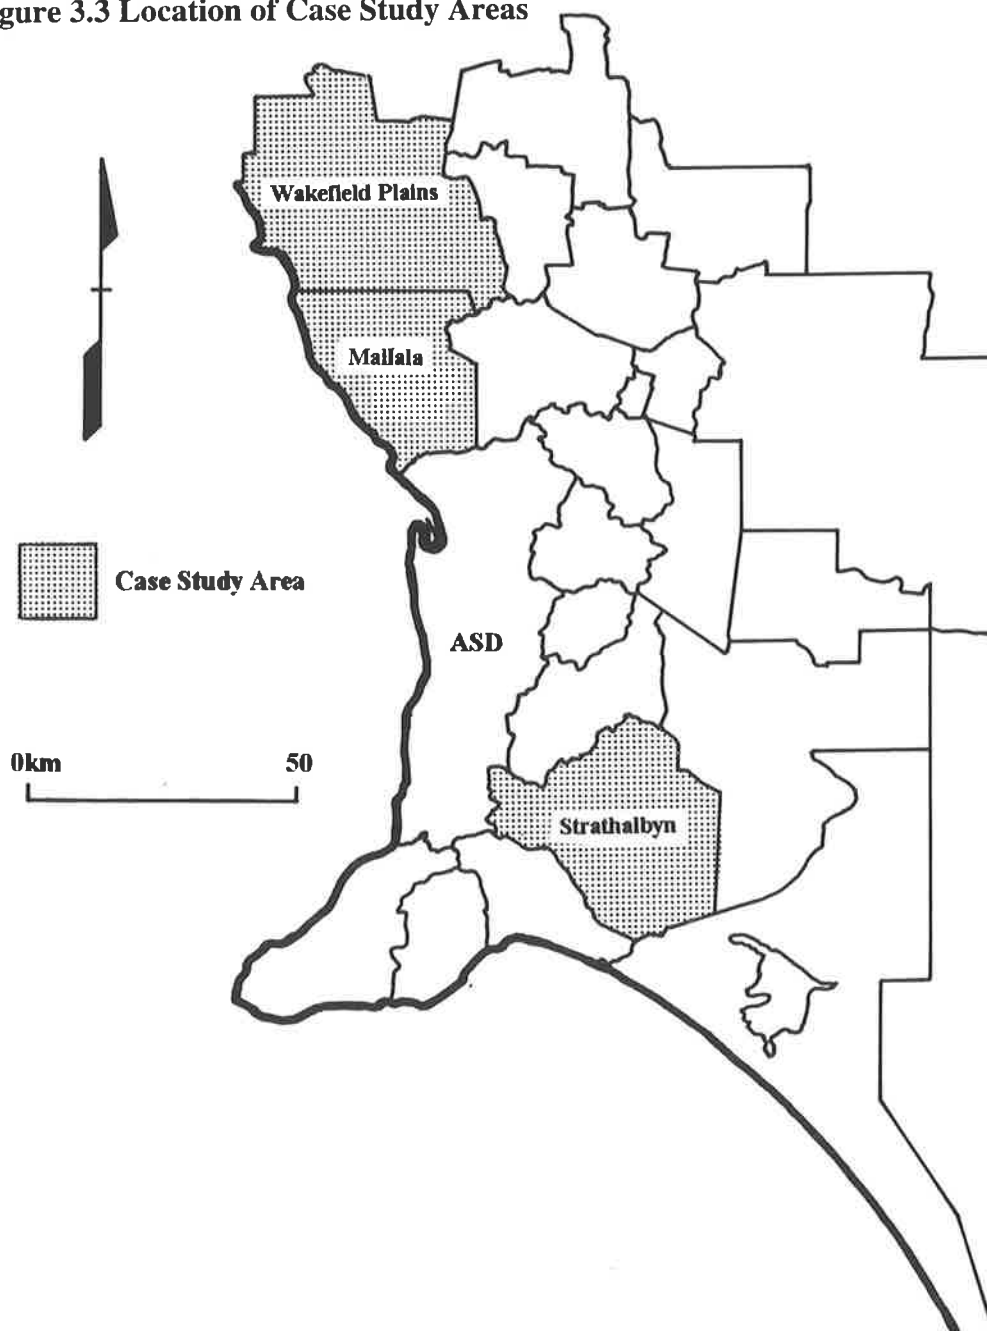 gure 3.3 Location of Case Study Areas
Wakefield Plains
Mallala
Case Study Area
ASD
0km 50
Strathalbyn